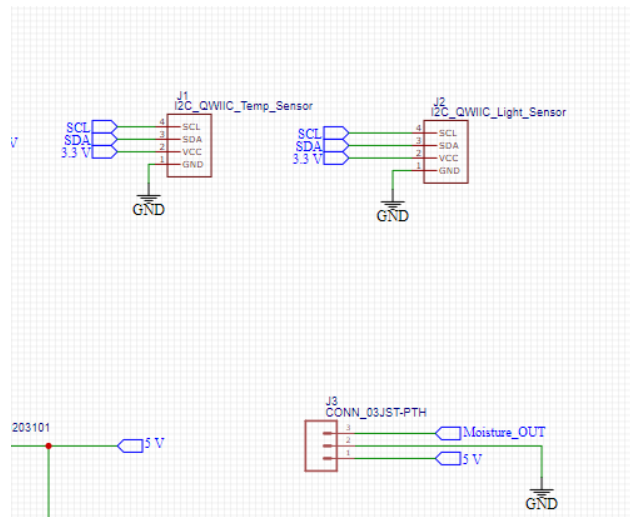 J1
I2C_QWIIC_Temp_Sensor
SCL 4 SCL
SDA 3 SDA
3.3 V 2 VCC
1 GND
GND
J2
I2C_QWIIC_Light_Sensor
SCL 4 SCL
SDA 3 SDA
3.3 V 2 VCC
1 GND
GND
V
203101
5 V
J3
CONN_03JST-PTH
3 Moisture_OUT
2
1 5 V
GND